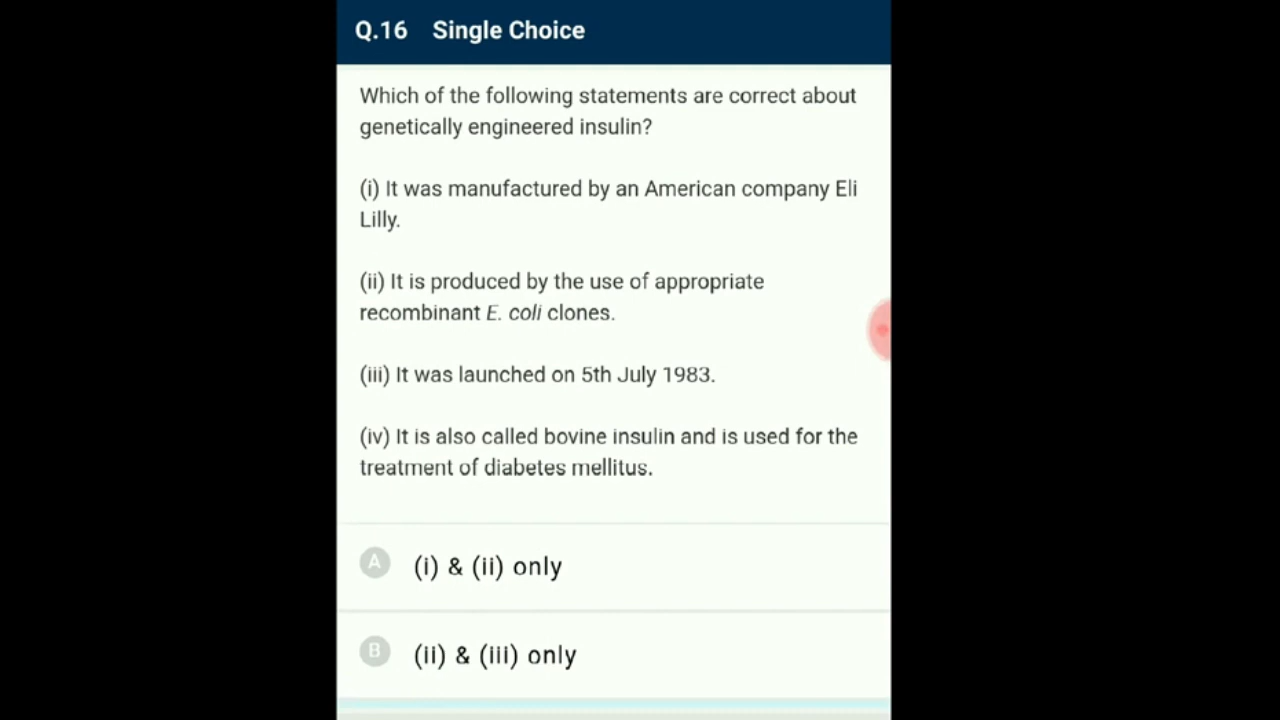 Q.16 Single Choice
Which of the following statements are correct about
genetically engineered insulin?
(i) It was manufactured by an American company Eli
Lilly.
(ii) It is produced by the use of appropriate
recombinant E. coli clones.
(iii) It was launched on 5th July 1983.
(iv) It is also called bovine insulin and is used for the
treatment of diabetes mellitus.
A (i) & (ii) only
B (ii) & (iii) only